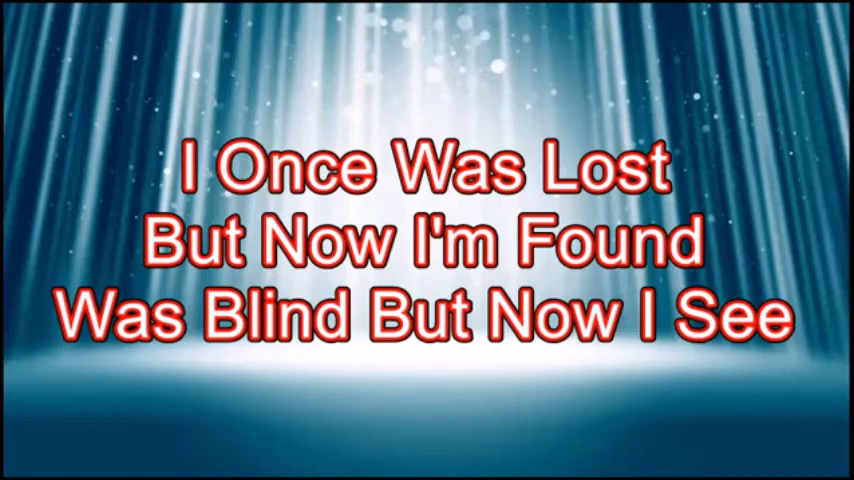 I Once Was Lost
But Now I'm Found
Was Blind But Now I See